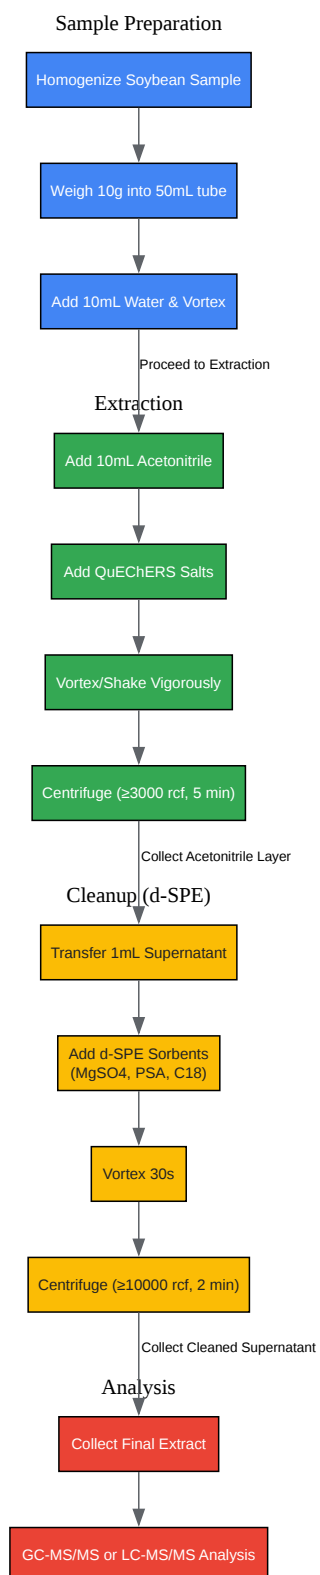 Sample Preparation
Homogenize Soybean Sample
Weigh 10g into 50mL tube
Add 10mL Water & Vortex
Proceed to Extraction
Extraction
Add 10mL Acetonitrile
Add QuEChERS Salts
Vortex/Shake Vigorously
Centrifuge (≥3000 rcf, 5 min)
Collect Acetonitrile Layer
Cleanup (d-SPE)
Transfer 1mL Supernatant
Add d-SPE Sorbents
(MgSO4, PSA, C18)
Vortex 30s
Centrifuge (≥10000 rcf, 2 min)
Collect Cleaned Supernatant
Analysis
Collect Final Extract
GC-MS/MS or LC-MS/MS Analysis